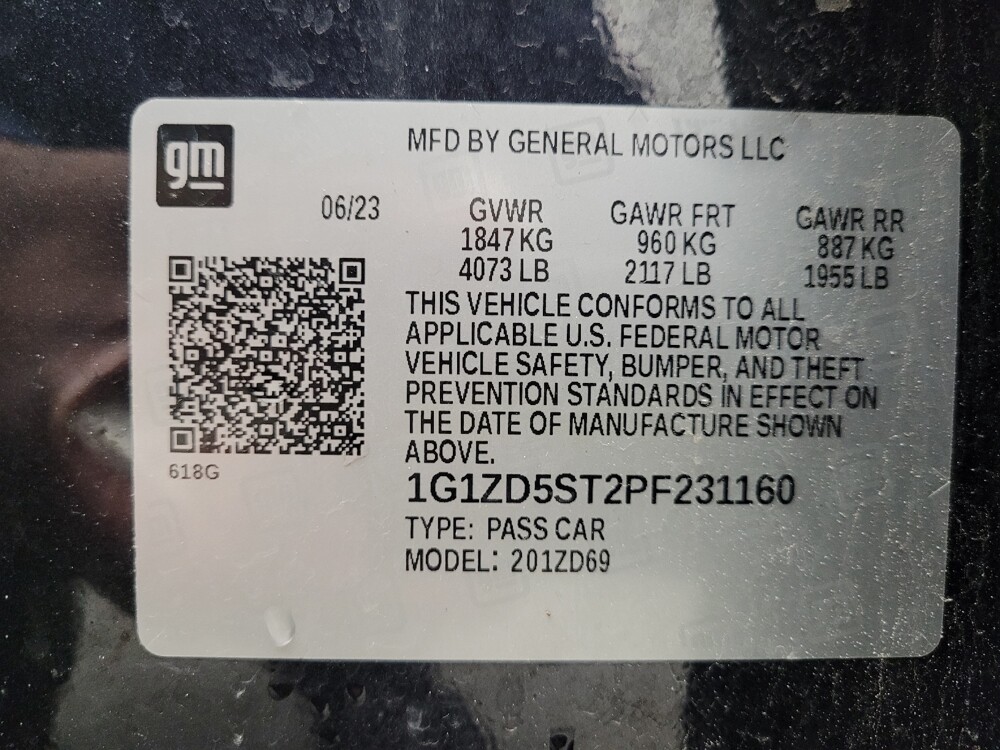 gm
MFD BY GENERAL MOTORS LLC
06/23 GVWR GAWR FRT GAWR RR
1847 KG 960 KG 887 KG
4073 LB 2117 LB 1955 LB
THIS VEHICLE CONFORMS TO ALL
APPLICABLE U.S. FEDERAL MOTOR
VEHICLE SAFETY, BUMPER, AND THEFT
PREVENTION STANDARDS IN EFFECT ON
THE DATE OF MANUFACTURE SHOWN
ABOVE.
618G
1G1ZD5ST2PF231160
TYPE: PASS CAR
MODEL: 201ZD69